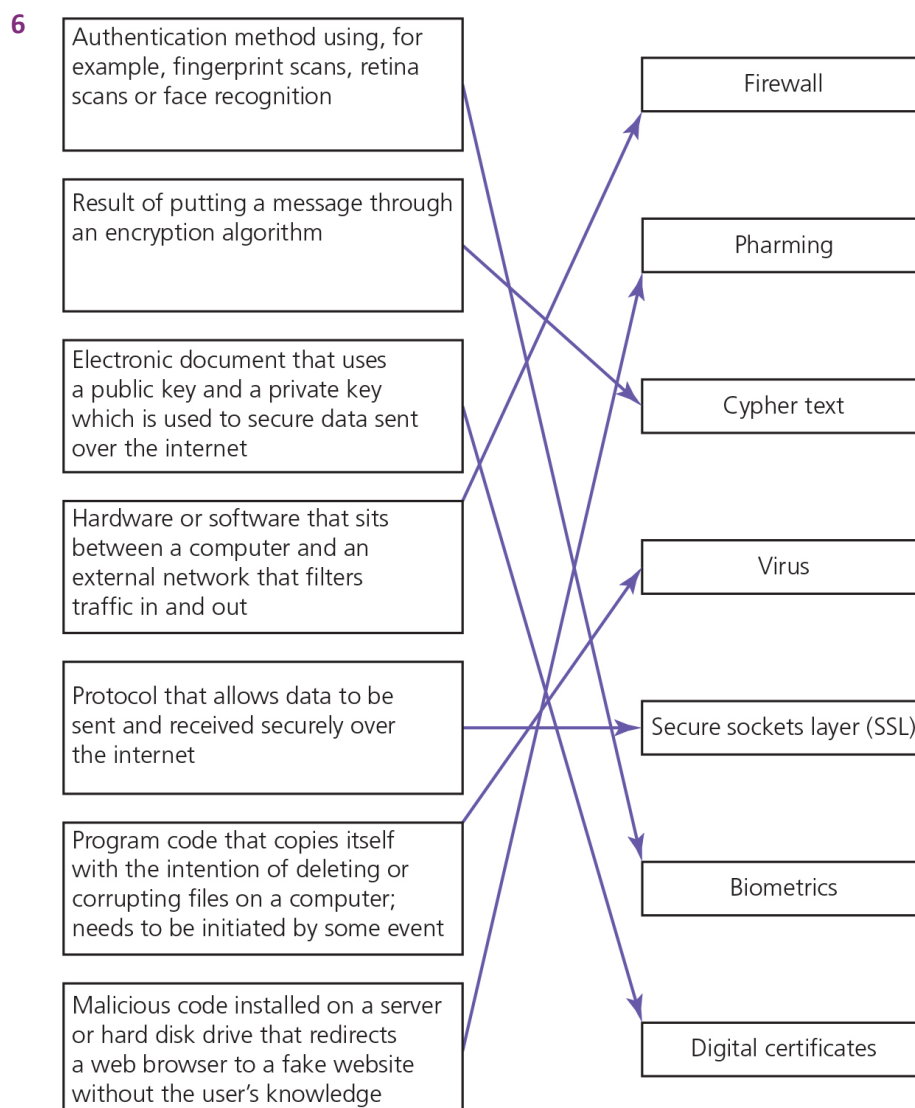 6
Authentication method using, for
example, fingerprint scans, retina
scans or face recognition
Result of putting a message through
an encryption algorithm
Electronic document that uses
a public key and a private key
which is used to secure data sent
over the internet
Hardware or software that sits
between a computer and an
external network that filters
traffic in and out
Protocol that allows data to be
sent and received securely over
the internet
Program code that copies itself
with the intention of deleting or
corrupting files on a computer;
needs to be initiated by some event
Malicious code installed on a server
or hard disk drive that redirects
a web browser to a fake website
without the user’s knowledge
Firewall
Pharming
Cypher text
Virus
Secure sockets layer (SSL)
Biometrics
Digital certificates